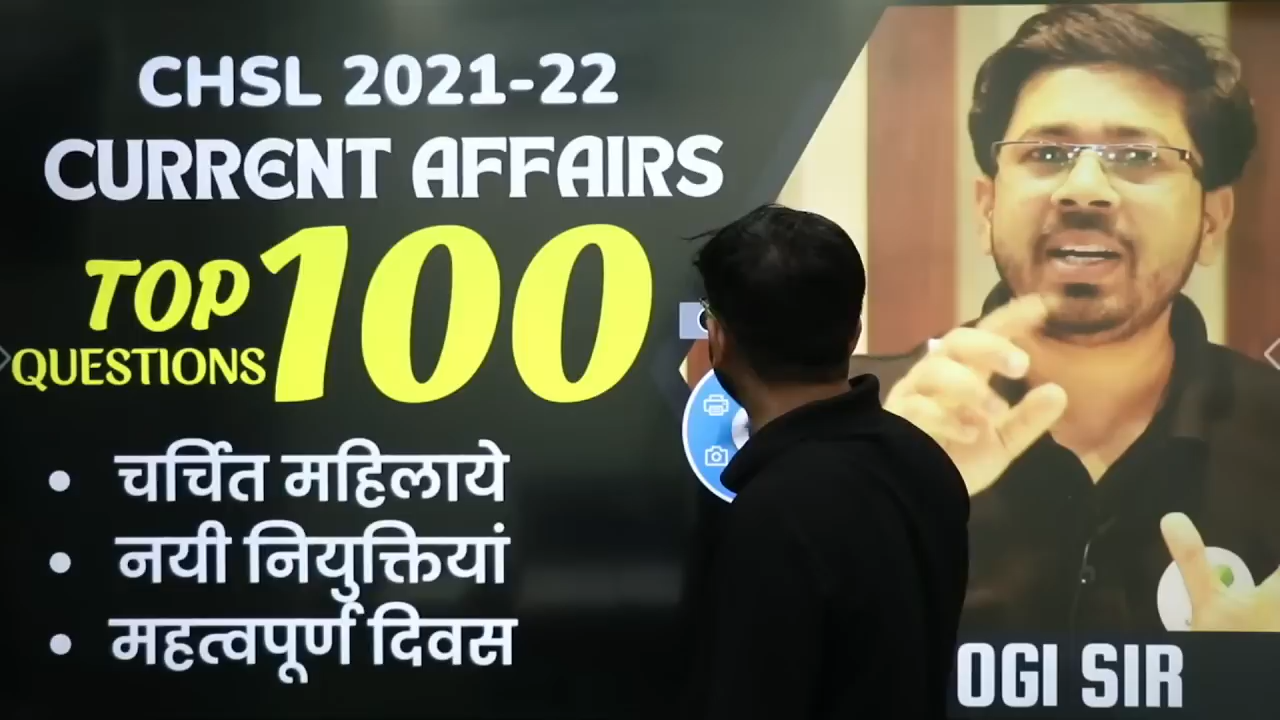 CHSL 2021-22
CURRENT AFFAIRS
TOP 100
QUESTIONS
• चर्चित महिलाये
• नयी नियुक्तियां
• महत्वपूर्ण दिवस
OGI SIR